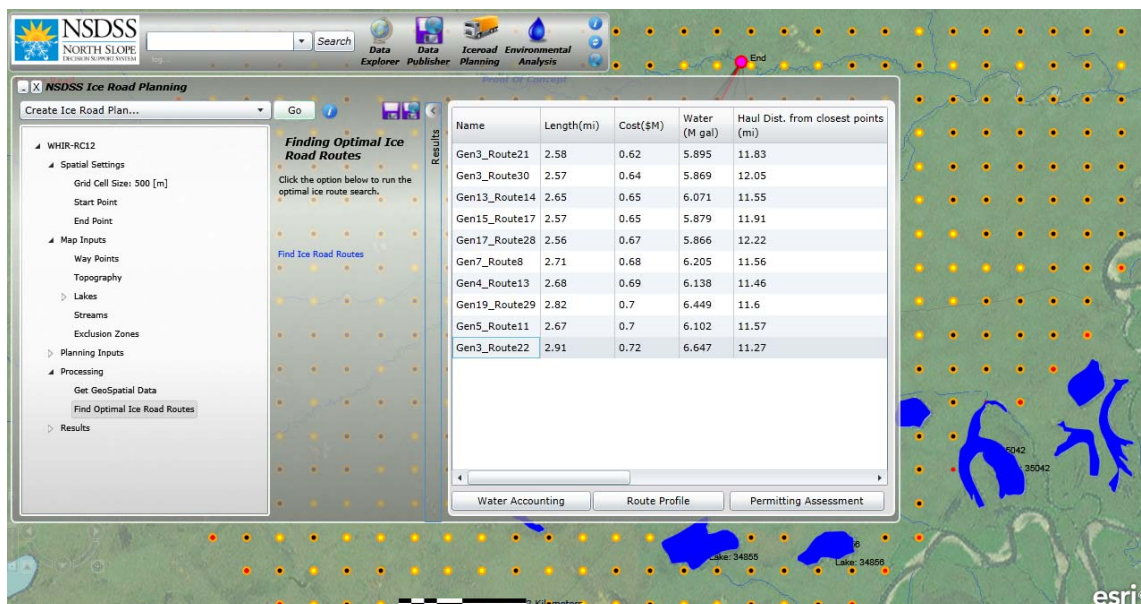 NSDSS
NORTH SLOPE
DECISION SUPPORT SYSTEM
Search
Data Explorer
Data Publisher
Iceroad Planning
Environmental Analysis
End
Proof Of Concept
X NSDSS Ice Road Planning
Create Ice Road Plan...
Go
WHIR-RC12
Spatial Settings
Grid Cell Size: 500 [m]
Start Point
End Point
Map Inputs
Way Points
Topography
Lakes
Streams
Exclusion Zones
Planning Inputs
Processing
Get GeoSpatial Data
Find Optimal Ice Road Routes
Results
Finding Optimal Ice
Road Routes
Click the option below to run the
optimal ice route search.
Find Ice Road Routes
Results
Name Length(mi) Cost($M) Water (M gal) Haul Dist. from closest points (mi)
Gen3_Route21 2.58 0.62 5.895 11.83
Gen3_Route30 2.57 0.64 5.869 12.05
Gen13_Route14 2.65 0.65 6.071 11.55
Gen15_Route17 2.57 0.65 5.879 11.91
Gen17_Route28 2.56 0.67 5.866 12.22
Gen7_Route8 2.71 0.68 6.205 11.56
Gen4_Route13 2.68 0.69 6.138 11.46
Gen19_Route29 2.82 0.7 6.449 11.6
Gen5_Route11 2.67 0.7 6.102 11.57
Gen3_Route22 2.91 0.72 6.647 11.27
Water Accounting
Route Profile
Permitting Assessment
35042
Lake: 34855
Lake: 34856
esri